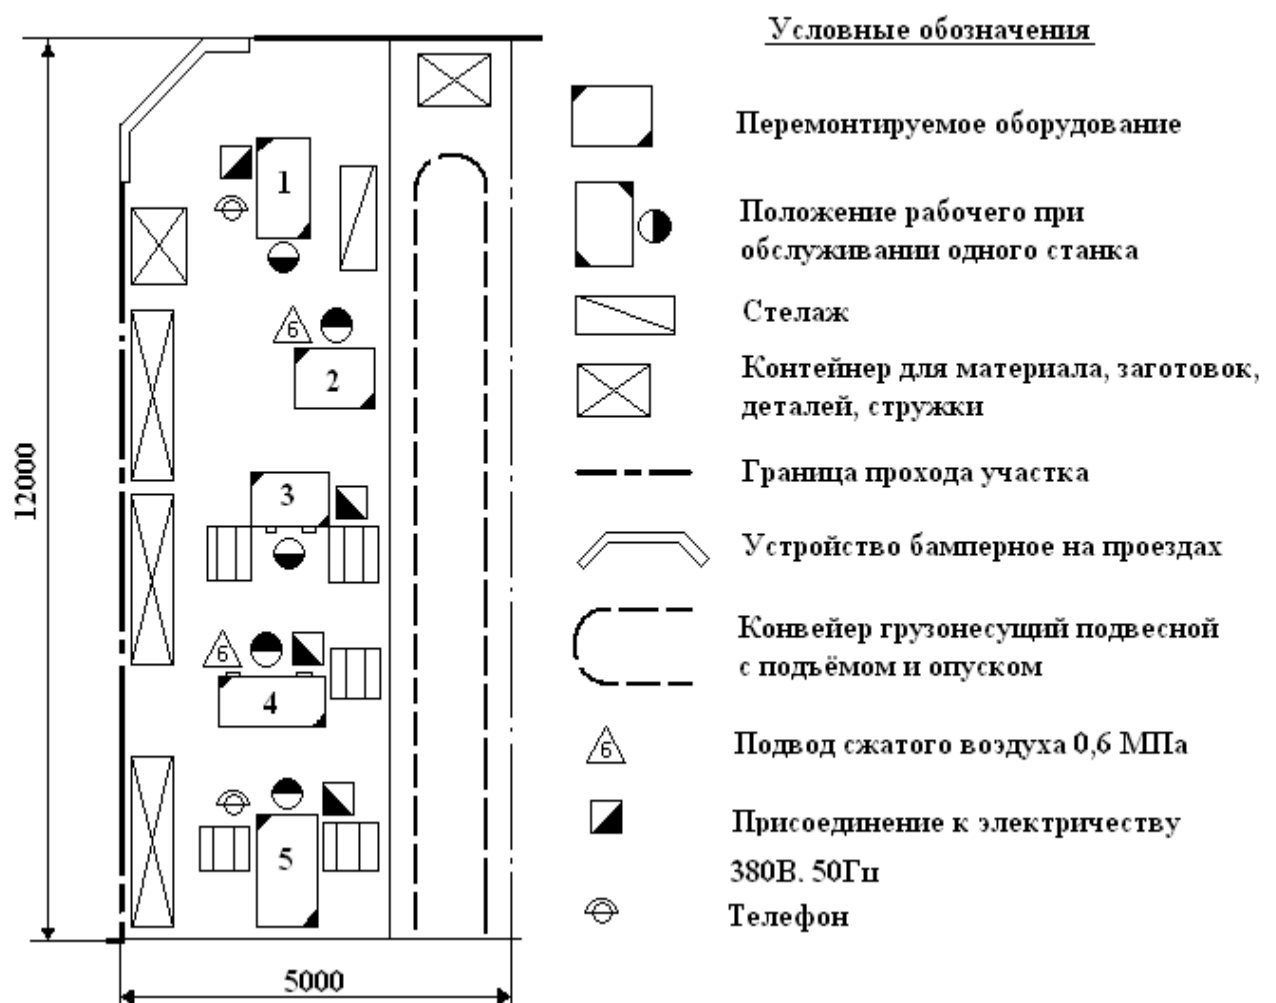 Условные обозначения
Перемонтируемое оборудование
1
Положение рабочего при
обслуживании одного станка
6
Стелаж
2
Контейнер для материала, заготовок,
деталей, стружки
12000
3
Граница прохода участка
Устройство бамперное на проездах
6
Конвейер грузонесущий подвесной
с подъёмом и опуском
4
6
Подвод сжатого воздуха 0,6 МПа
5
Присоединение к электричеству
380В. 50Гц
Телефон
5000